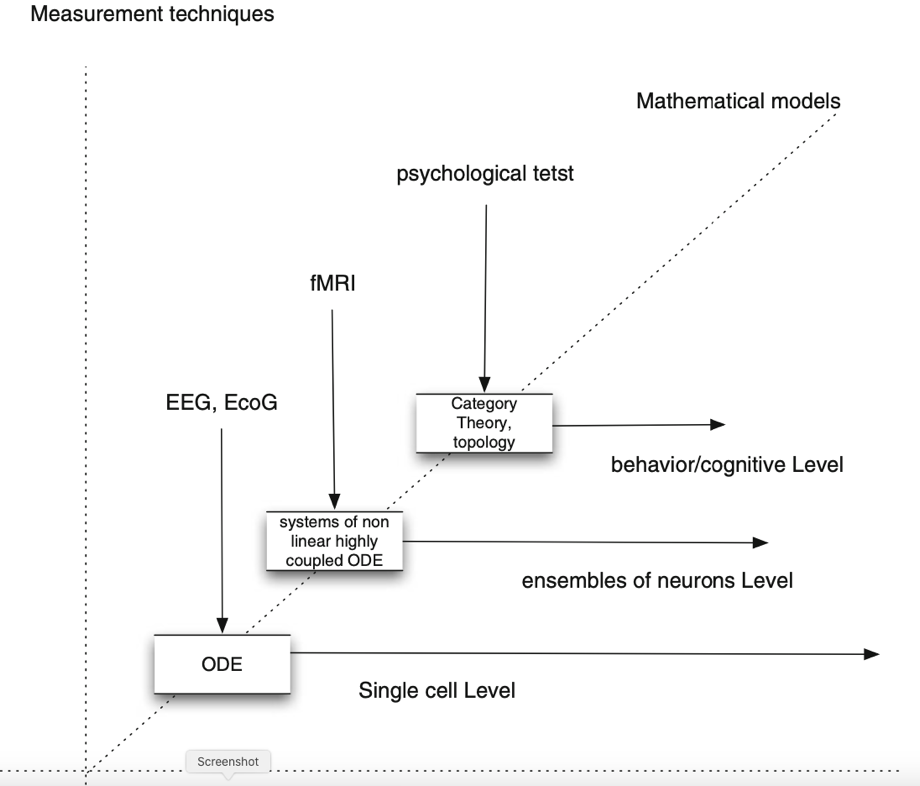 Measurement techniques
Mathematical models
psychological tetst
fMRI
EEG, EcoG
Category
Theory,
topology
behavior/cognitive Level
systems of non
linear highly
coupled ODE
ensembles of neurons Level
ODE
Single cell Level
Screenshot